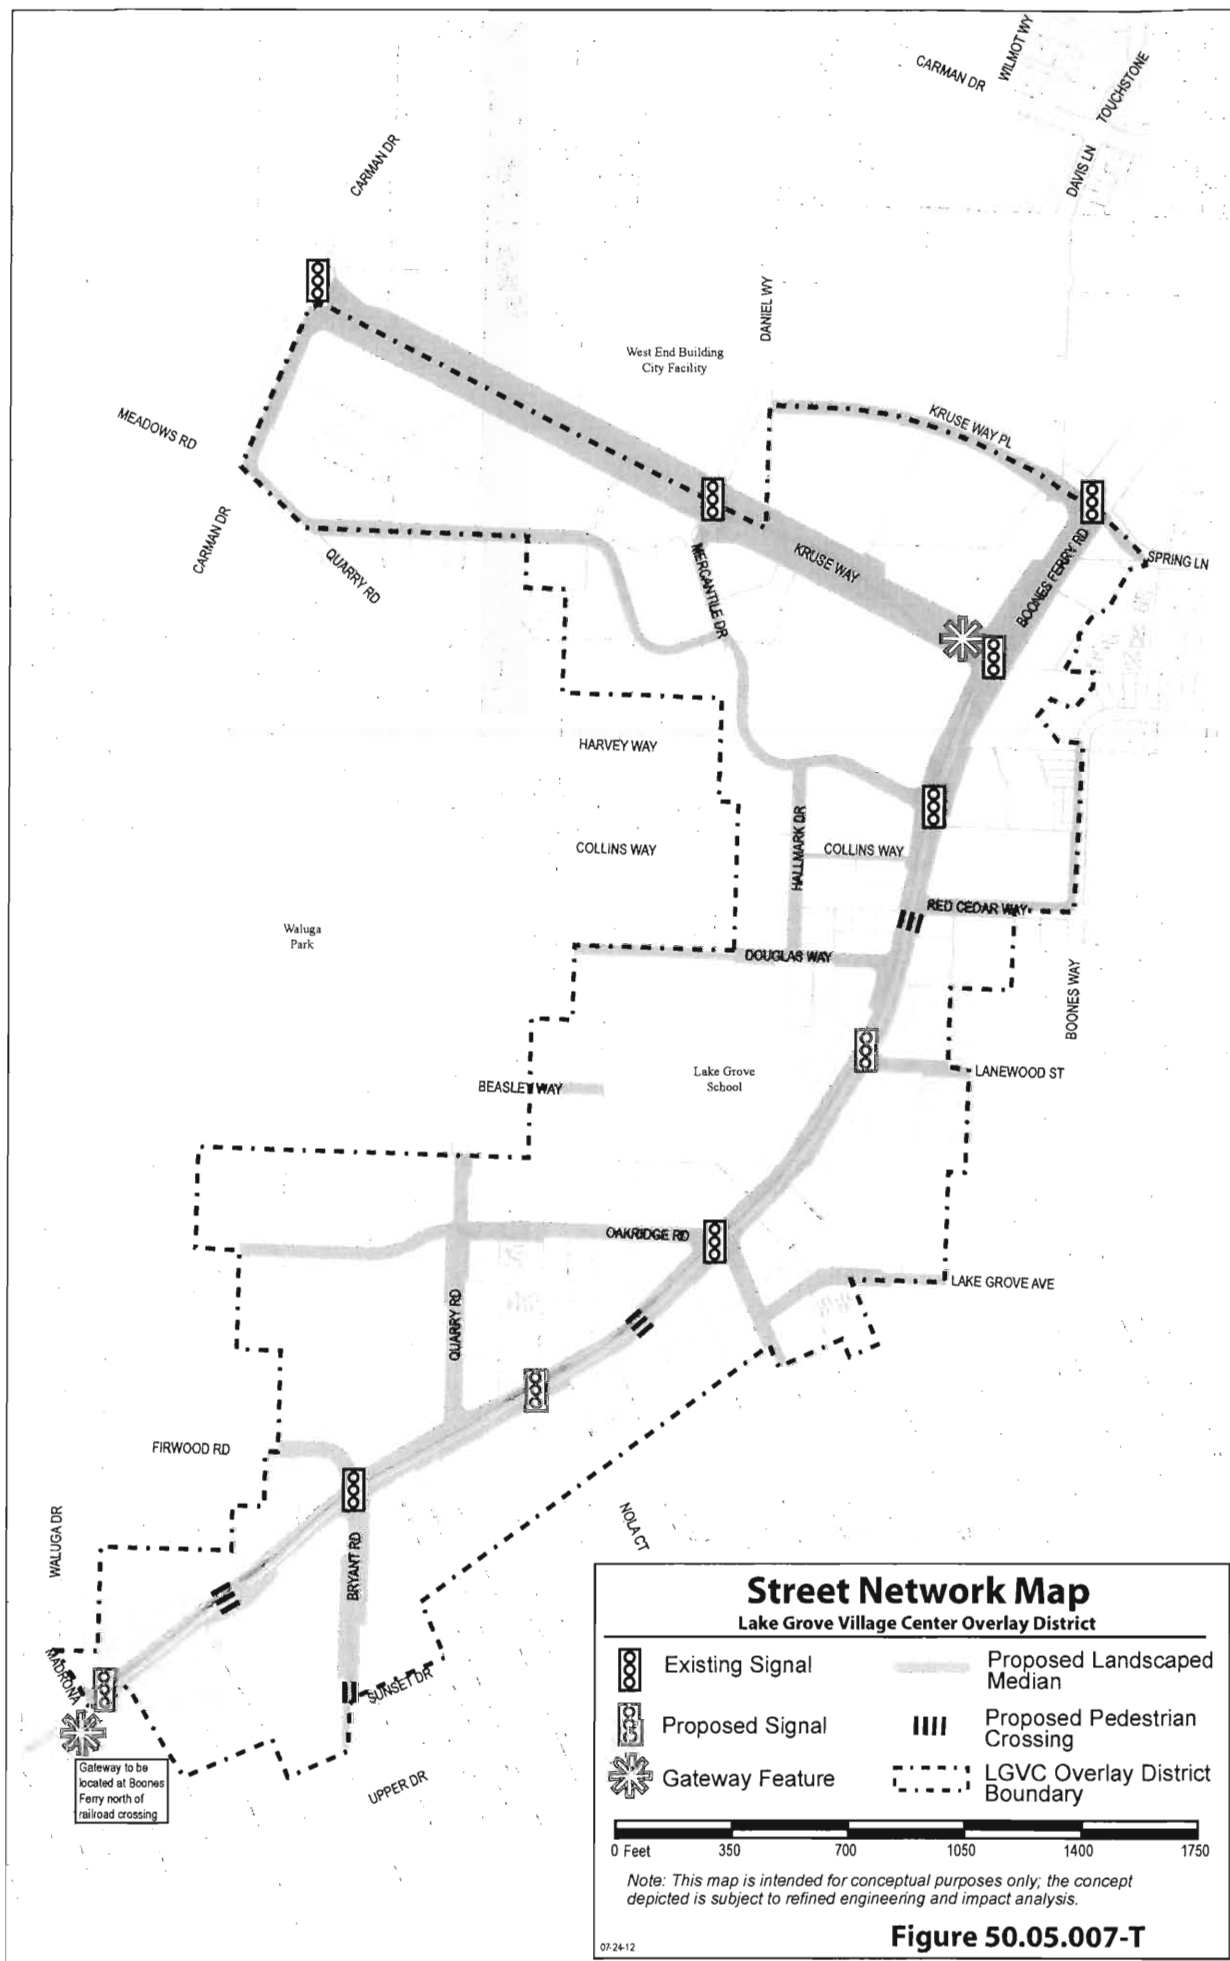 CARMAN DR
WILMOT WY
TOUCHSTONE
DAVIS LN
CARMAN DR
DANIEL WY
West End Building
City Facility
KRUSE WAY PL
MEADOWS RD
CARMAN DR
QUARRY RD
MERCANTILE DR
KRUSE WAY
BOONES FERRY RD
SPRING LN
HARVEY WAY
COLLINS WAY
HALLMARK DR
COLLINS WAY
RED CEDAR WAY
Waluga
Park
DOUGLAS WAY
BOONES WAY
LANEWOOD ST
Lake Grove
School
BEASLEY WAY
OAKRIDGE RD
LAKE GROVE AVE
QUARRY RD
FIRWOOD RD
WALUGA DR
BRYANT RD
NOLA CT
MADRONA
SUNSET DR
UPPER DR
Gateway to be
located at Boones
Ferry north of
railroad crossing
Street Network Map
Lake Grove Village Center Overlay District
Existing Signal
Proposed Landscaped
Median
Proposed Signal
Proposed Pedestrian
Crossing
Gateway Feature
LGVC Overlay District
Boundary
0 Feet 350 700 1050 1400 1750
Note: This map is intended for conceptual purposes only; the concept
depicted is subject to refined engineering and impact analysis.
07-24-12
Figure 50.05.007-T